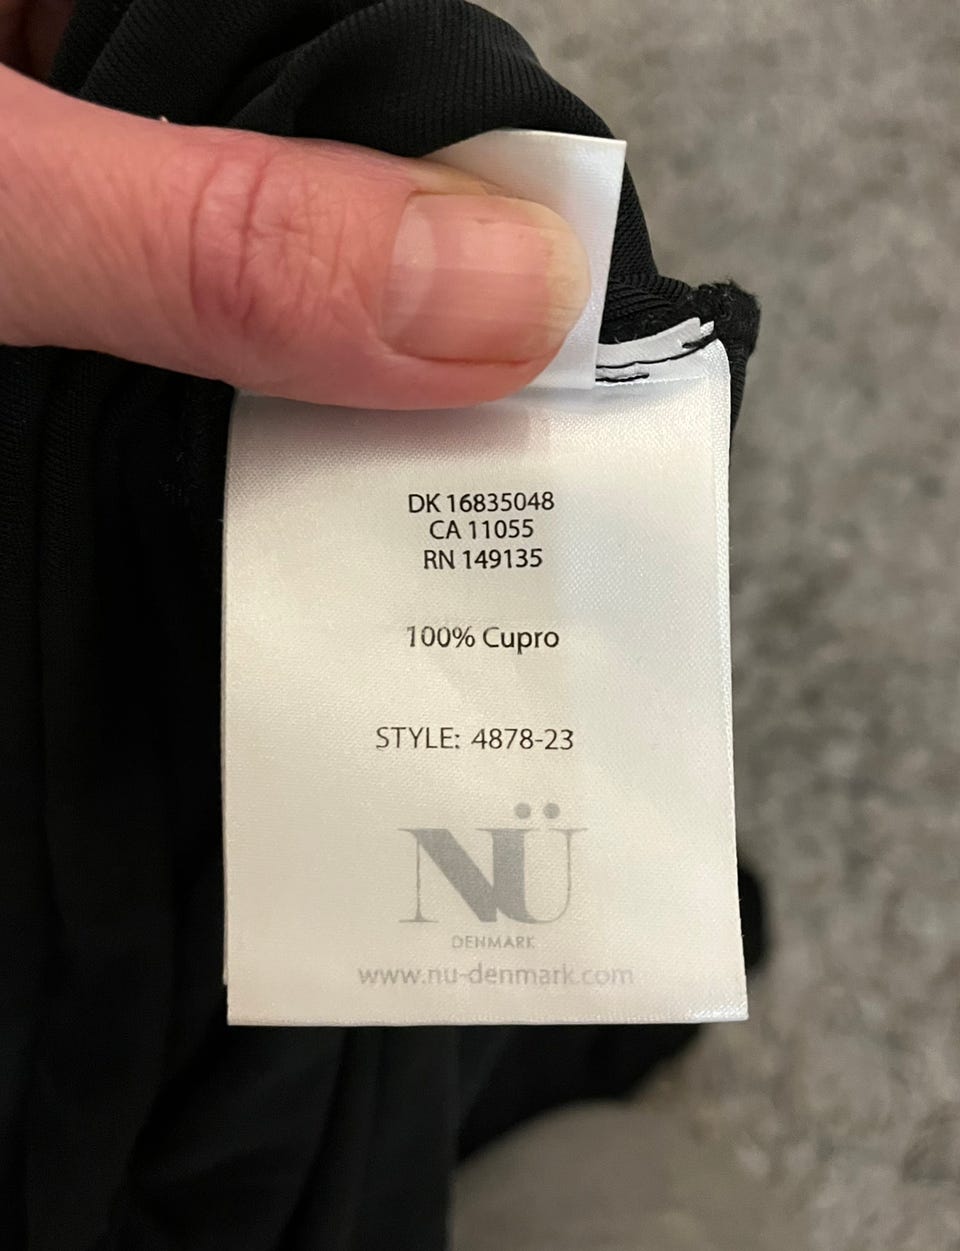 DK 16835048
CA 11055
RN 149135
100% Cupro
STYLE: 4878-23
NÜ
DENMARK
www.nu-denmark.com